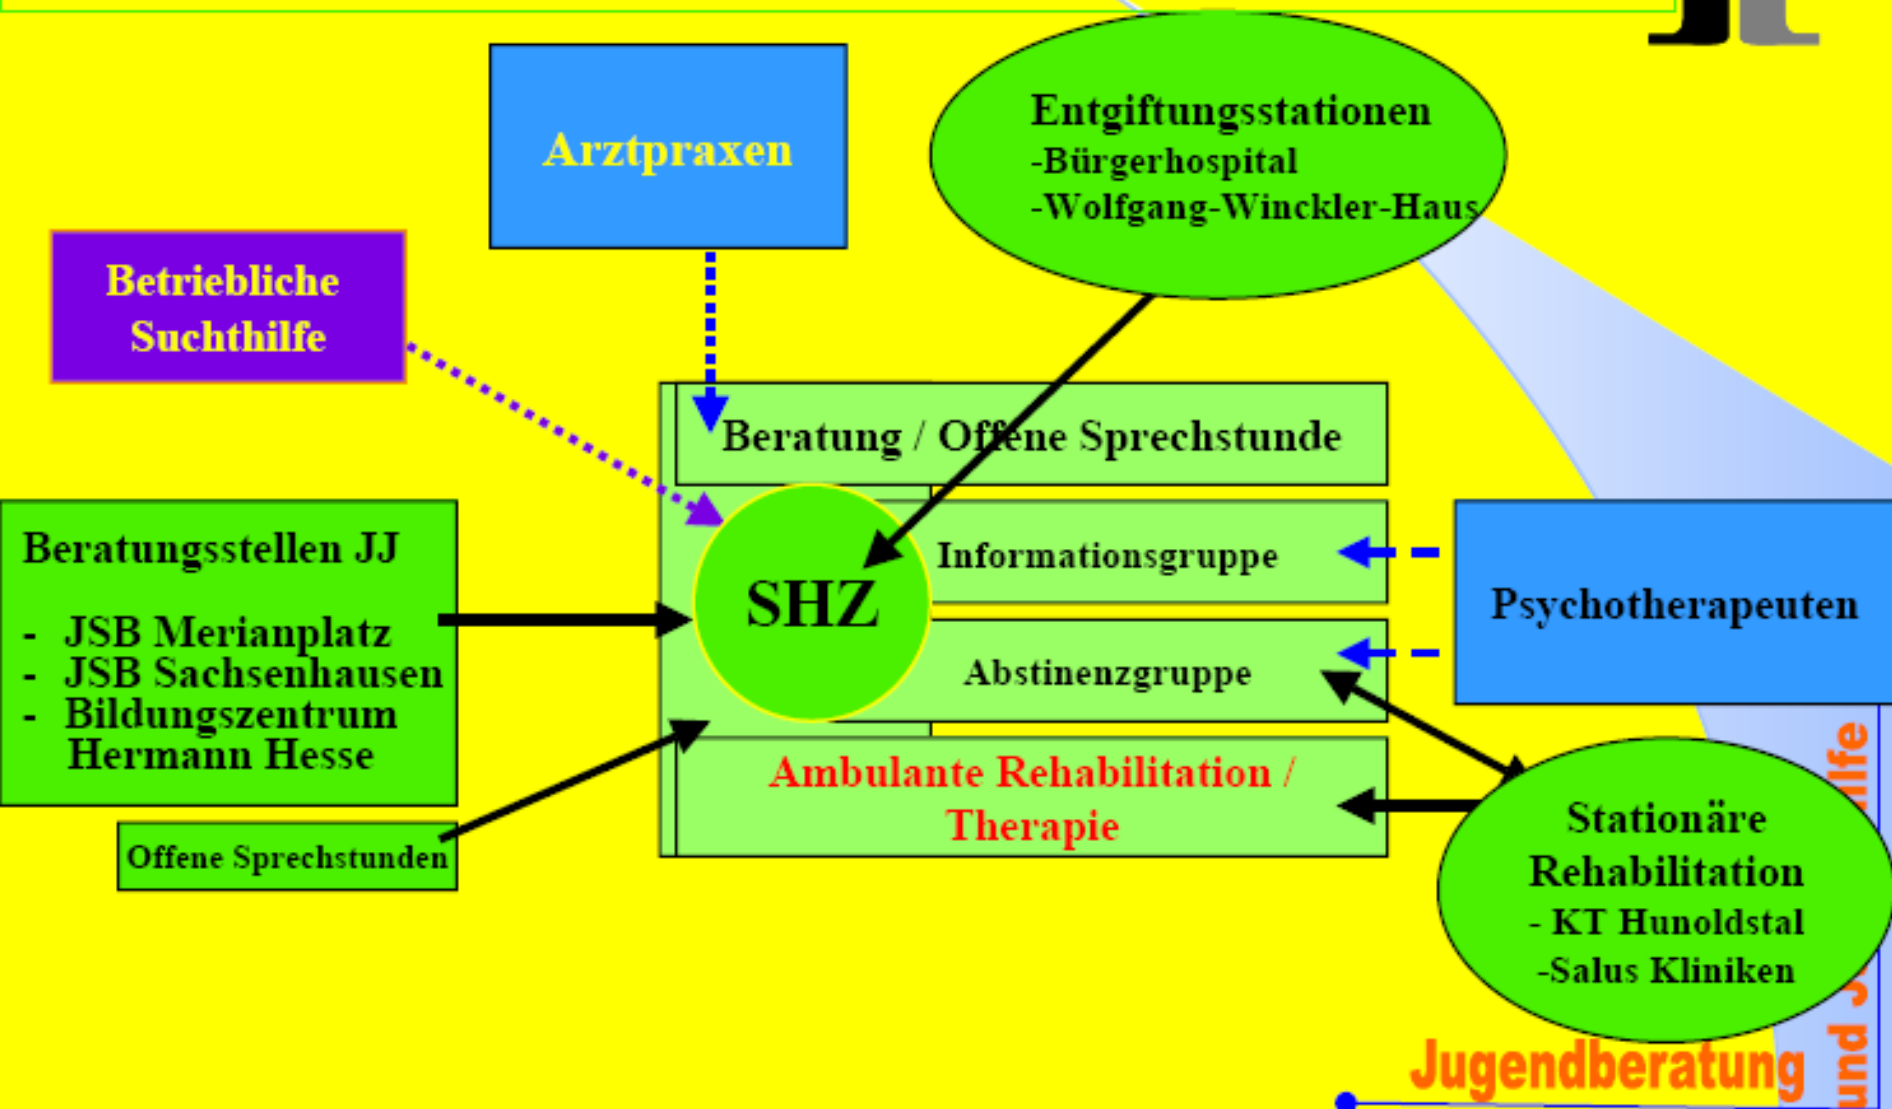 Arztpraxen
Entgiftungsstationen
-Bürgerhospital
-Wolfgang-Winckler-Haus
Betriebliche
Suchthilfe
Beratung / Offene Sprechstunde
Beratungsstellen JJ
- JSB Merianplatz
- JSB Sachsenhausen
- Bildungszentrum
Hermann Hesse
SHZ
Informationsgruppe
Abstinenzgruppe
Psychotherapeuten
Ambulante Rehabilitation /
Therapie
Offene Sprechstunden
Stationäre
Rehabilitation
- KT Hunoldstal
-Salus Kliniken
Jugendberatung
und